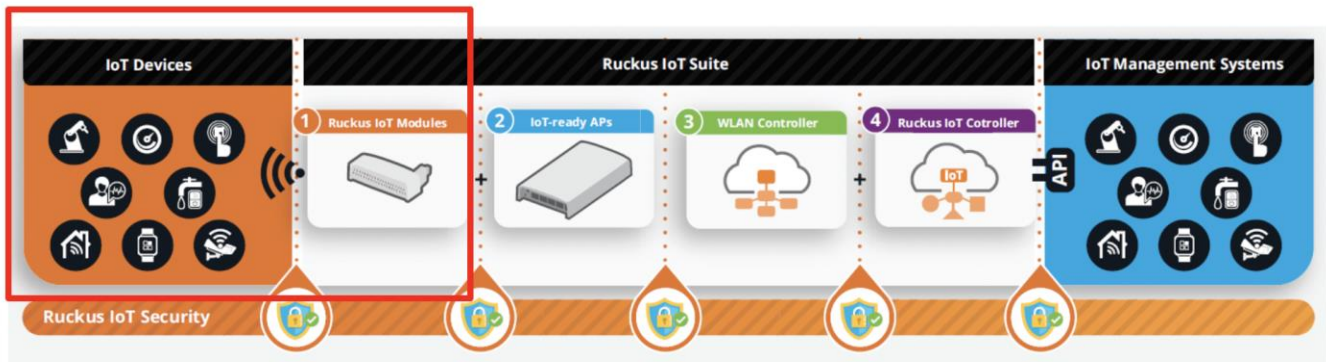 IoT Devices
Ruckus IoT Suite
IoT Management Systems
1 Ruckus IoT Modules
2 IoT-ready APs
3 WLAN Controller
4 Ruckus IoT Cotroller
+
+
+
IoT
API
Ruckus IoT Security